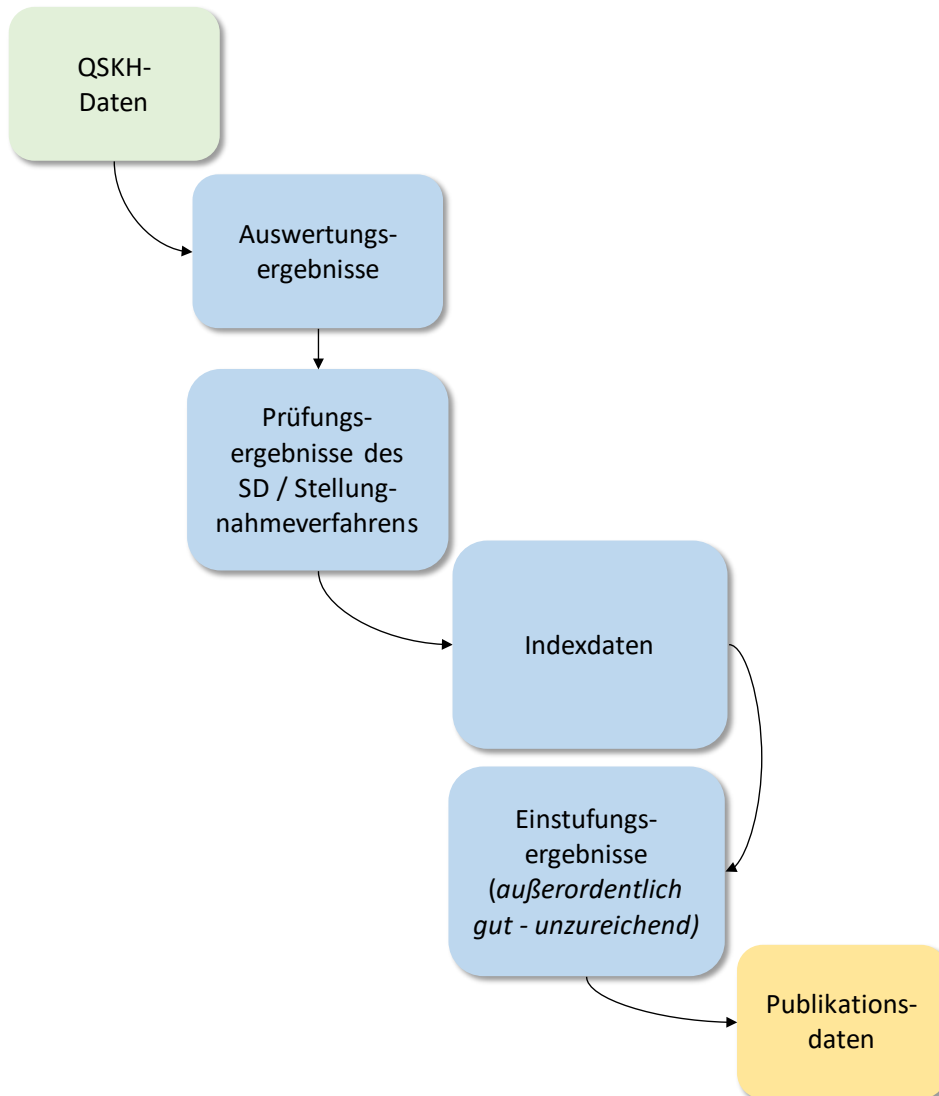 QSKH-
Daten
Auswertungs-
ergebnisse
Prüfungs-
ergebnisse des
SD / Stellung-
nahmeverfahrens
Indexdaten
Einstufungs-
ergebnisse
(außerordentlich
gut - unzureichend)
Publikations-
daten